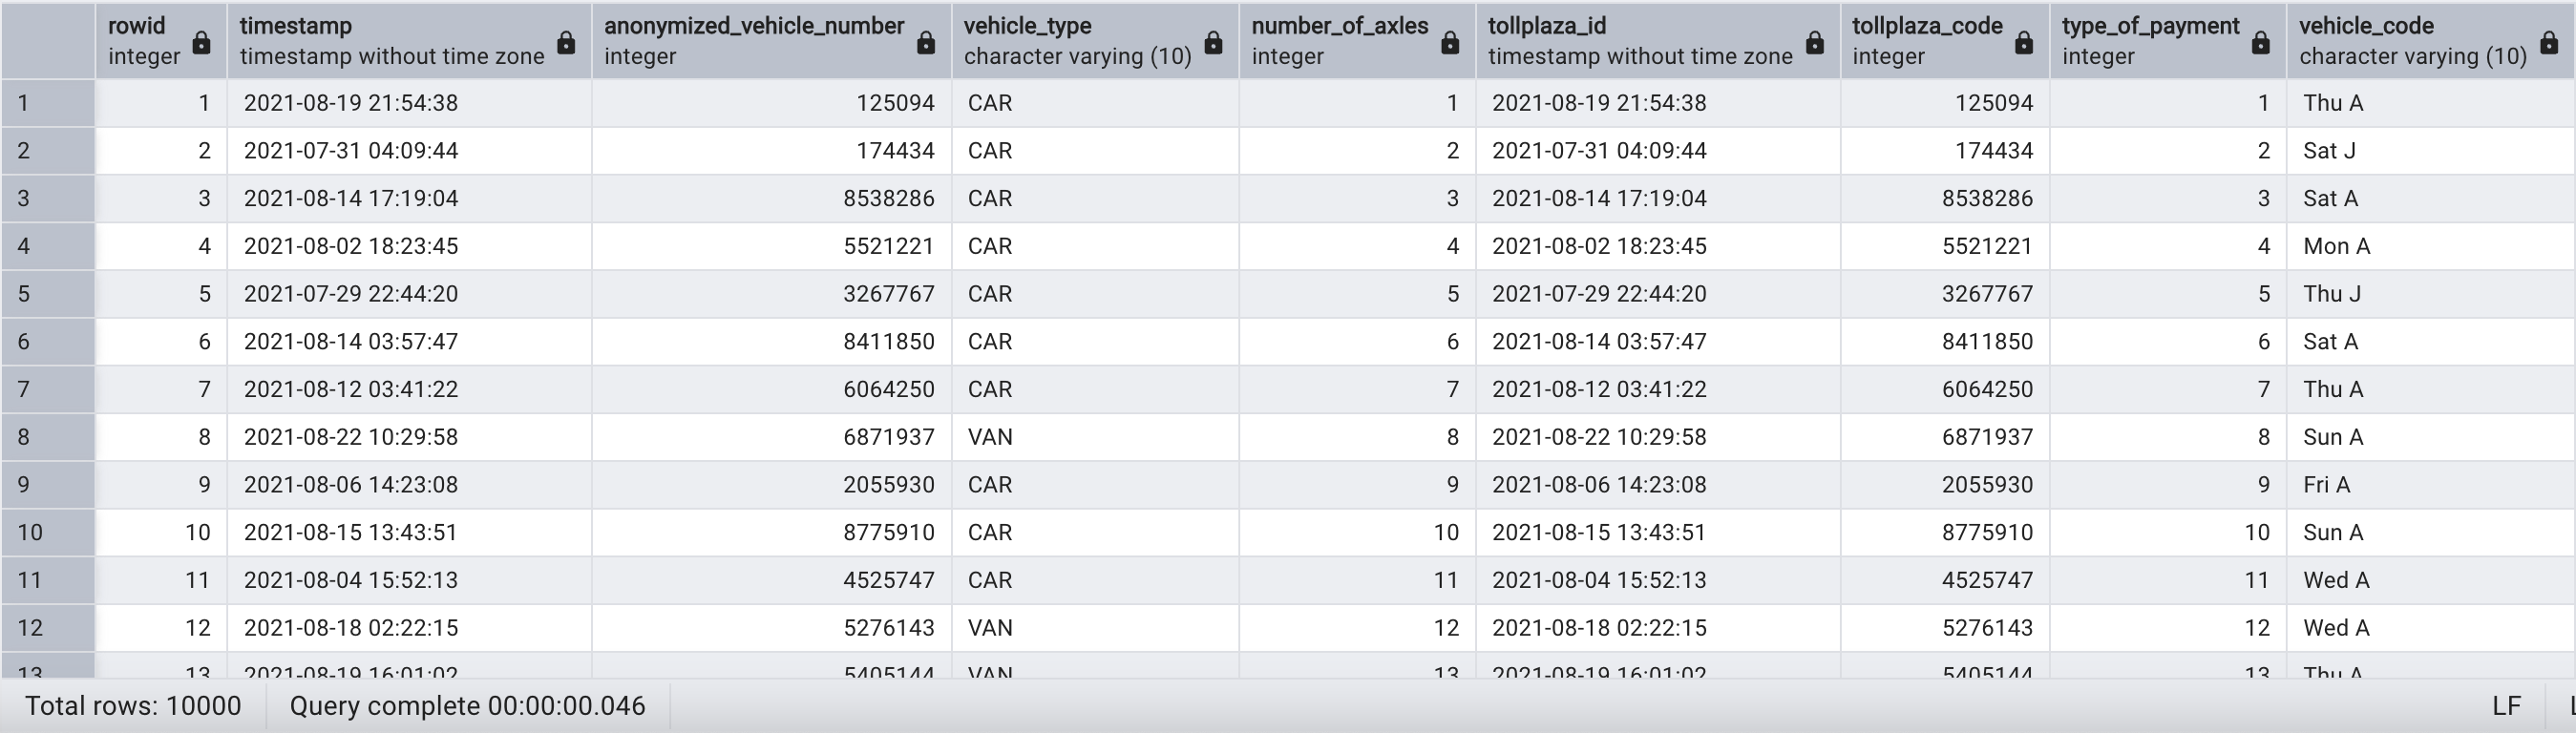 rowid timestamp anonymized_vehicle_number vehicle_type number_of_axles tollplaza_id tollplaza_code type_of_payment vehicle_code
integer timestamp without time zone integer character varying (10) integer timestamp without time zone integer integer character varying (10)
1 1 2021-08-19 21:54:38 125094 CAR 1 2021-08-19 21:54:38 125094 1 Thu A
2 2 2021-07-31 04:09:44 174434 CAR 2 2021-07-31 04:09:44 174434 2 Sat J
3 3 2021-08-14 17:19:04 8538286 CAR 3 2021-08-14 17:19:04 8538286 3 Sat A
4 4 2021-08-02 18:23:45 5521221 CAR 4 2021-08-02 18:23:45 5521221 4 Mon A
5 5 2021-07-29 22:44:20 3267767 CAR 5 2021-07-29 22:44:20 3267767 5 Thu J
6 6 2021-08-14 03:57:47 8411850 CAR 6 2021-08-14 03:57:47 8411850 6 Sat A
7 7 2021-08-12 03:41:22 6064250 CAR 7 2021-08-12 03:41:22 6064250 7 Thu A
8 8 2021-08-22 10:29:58 6871937 VAN 8 2021-08-22 10:29:58 6871937 8 Sun A
9 9 2021-08-06 14:23:08 2055930 CAR 9 2021-08-06 14:23:08 2055930 9 Fri A
10 10 2021-08-15 13:43:51 8775910 CAR 10 2021-08-15 13:43:51 8775910 10 Sun A
11 11 2021-08-04 15:52:13 4525747 CAR 11 2021-08-04 15:52:13 4525747 11 Wed A
12 12 2021-08-18 02:22:15 5276143 VAN 12 2021-08-18 02:22:15 5276143 12 Wed A
13 13 2021-08-19 16:01:02 5405144 VAN 13 2021-08-19 16:01:02 5405144 13 Thu A
Total rows: 10000 Query complete 00:00:00.046 LF